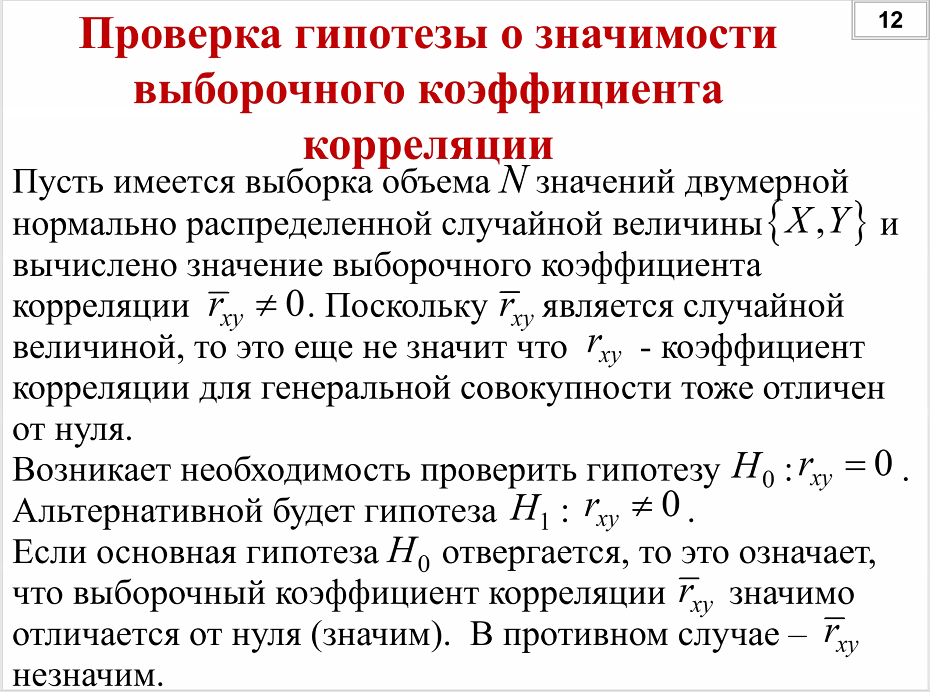 12
Проверка гипотезы о значимости
выборочного коэффициента
корреляции
Пусть имеется выборка объема N значений двумерной
нормально распределенной случайной величины {X,Y} и
вычислено значение выборочного коэффициента
корреляции r̅xy ≠ 0. Поскольку r̅xy является случайной
величиной, то это еще не значит что rxy - коэффициент
корреляции для генеральной совокупности тоже отличен
от нуля.
Возникает необходимость проверить гипотезу H0 : rxy = 0 .
Альтернативной будет гипотеза H1 : rxy ≠ 0 .
Если основная гипотеза H0 отвергается, то это означает,
что выборочный коэффициент корреляции r̅xy значимо
отличается от нуля (значим). В противном случае – r̅xy
незначим.